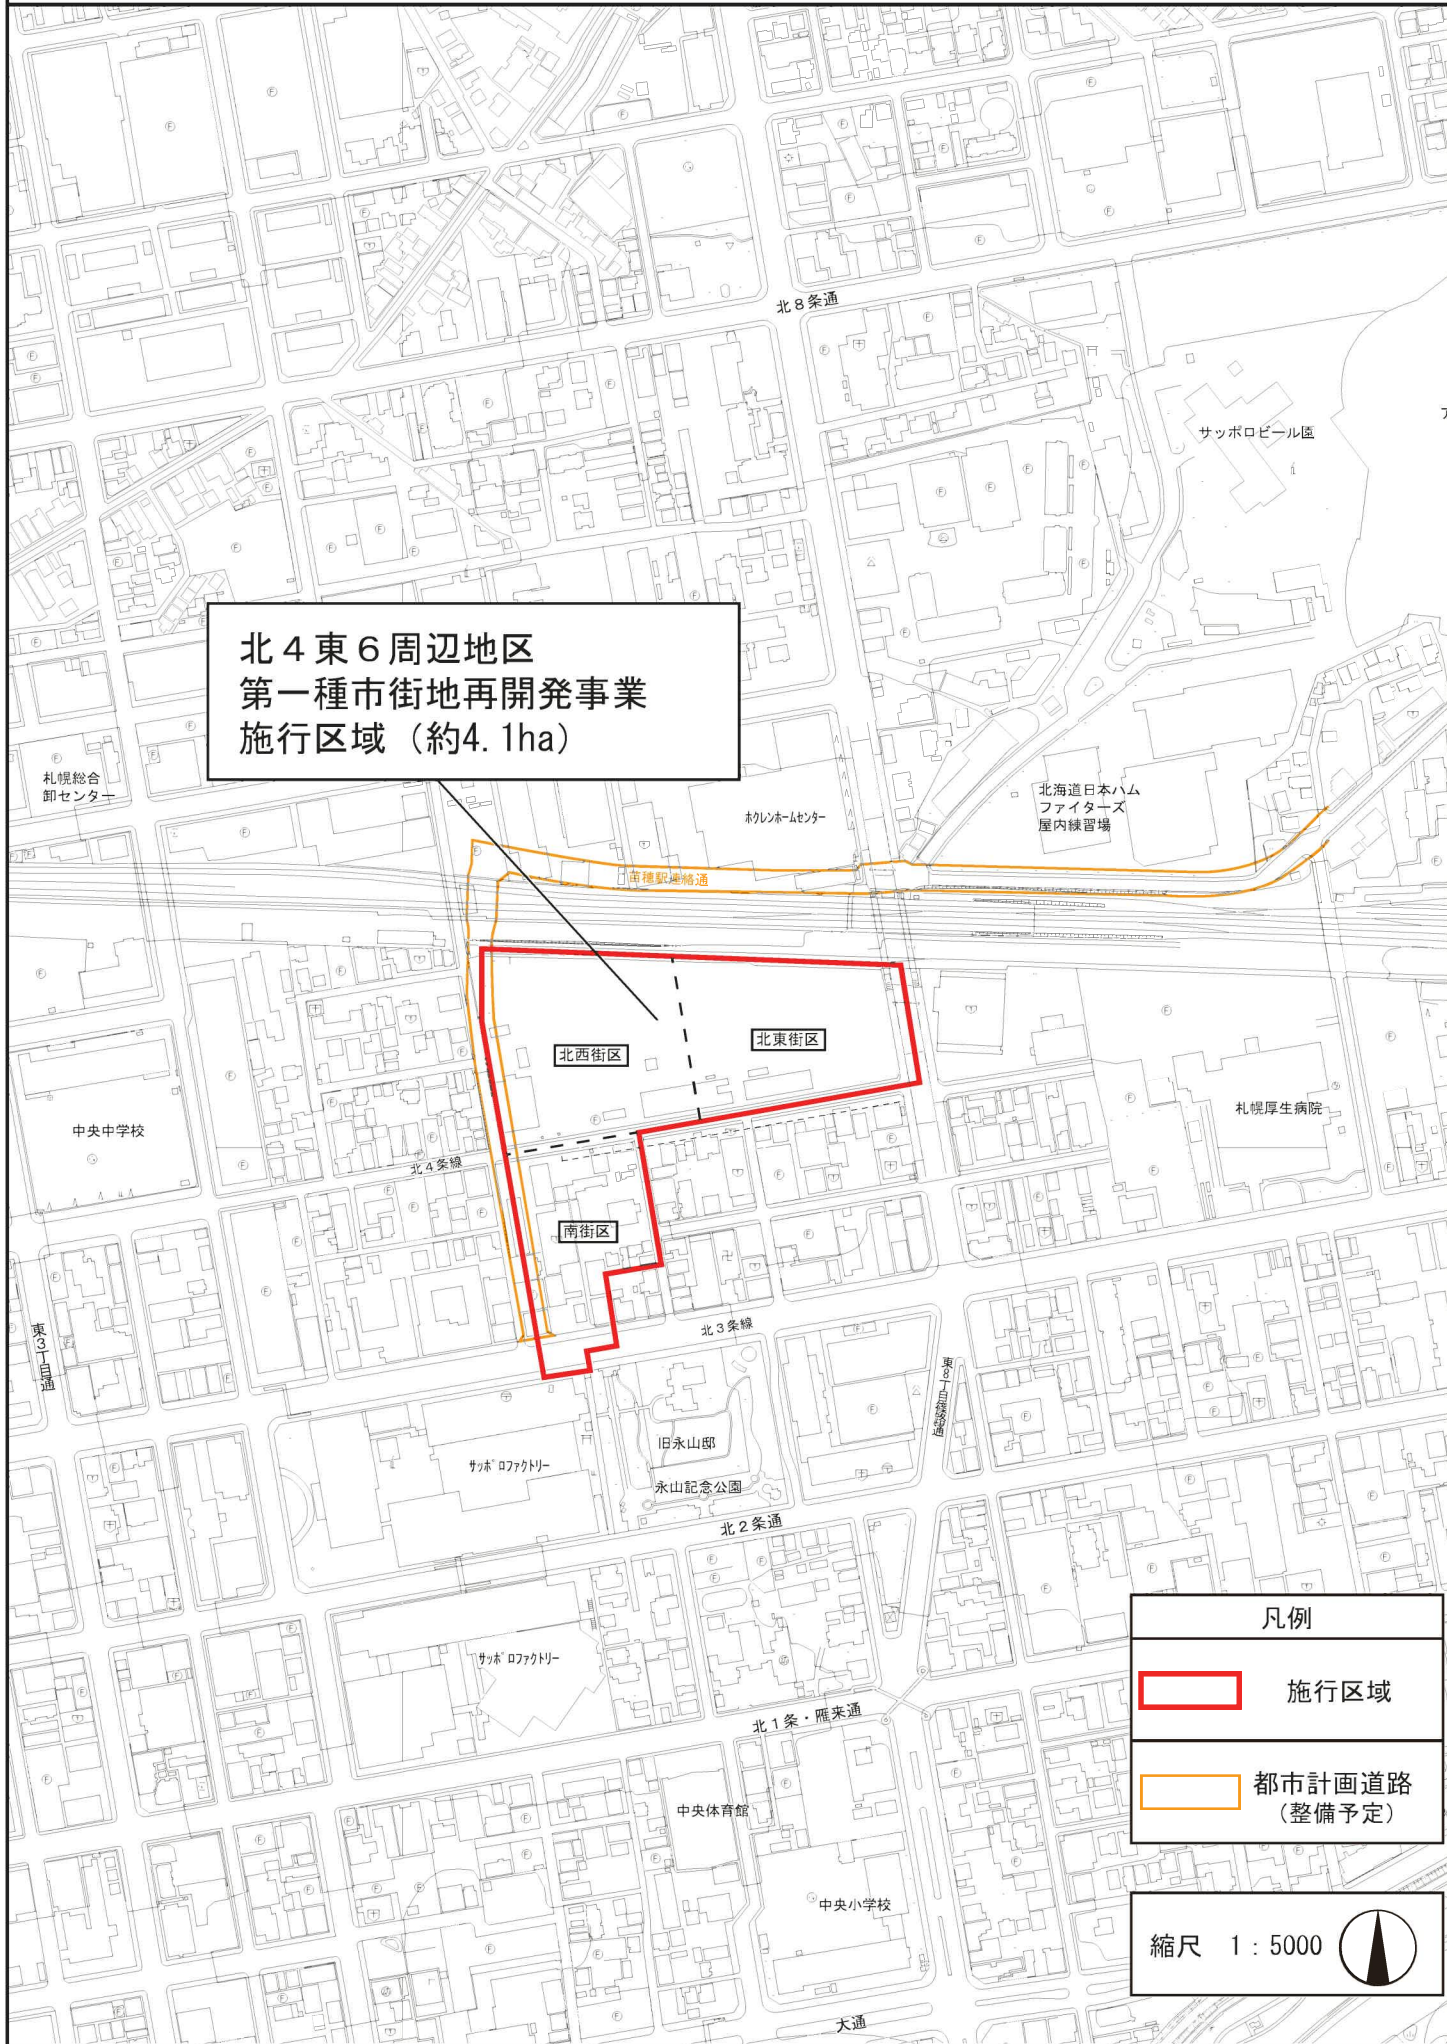 北8条通
サッポロビール園
北4東6周辺地区
第一種市街地再開発事業
施行区域（約4.1ha）
札幌総合
卸センター
ホクレンホームセンター
北海道日本ハム
ファイターズ
屋内練習場
苗穂駅連絡通
北西街区
北東街区
中央中学校
札幌厚生病院
北4条線
南街区
北3条線
東3丁目通
東8丁目篠路通
旧永山邸
サッポロファクトリー
永山記念公園
北2条通
サッポロファクトリー
凡例
施行区域
北1条・雁来通
都市計画道路
（整備予定）
中央体育館
中央小学校
縮尺 1:5000
大通